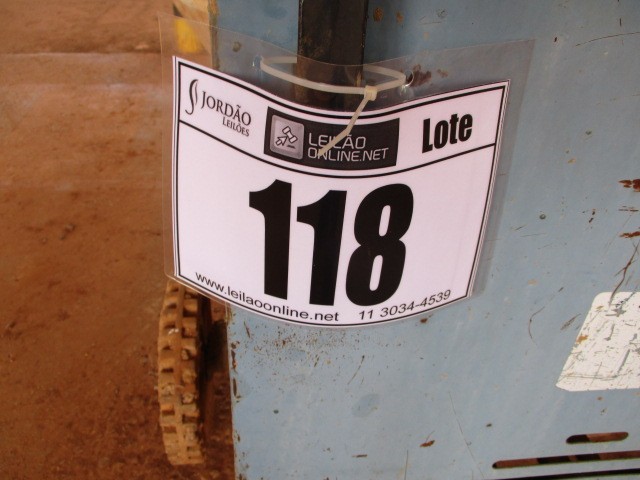 JORDÃO
LEILÕES
LEILÃO
ONLINE.NET
Lote
118
www.leilaoonline.net 11 3034-4539